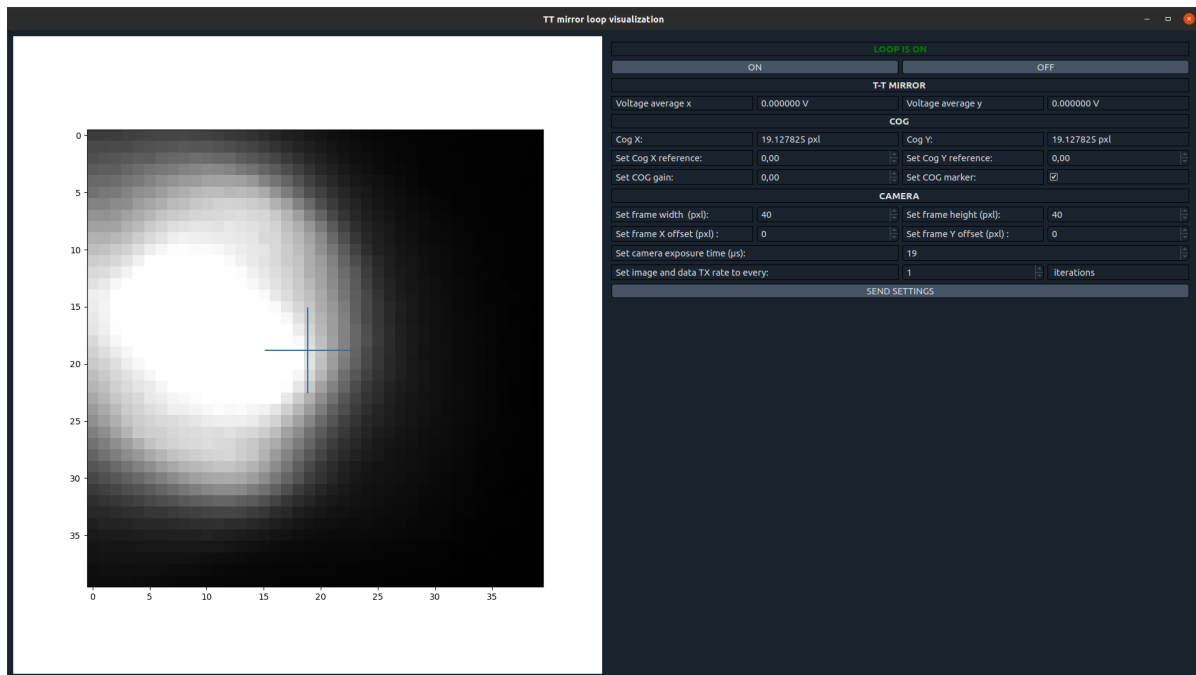 TT mirror loop visualization
LOOP IS ON
ON OFF
T-T MIRROR
Voltage average x 0.000000 V Voltage average y 0.000000 V
COG
Cog X: 19.127825 pxl Cog Y: 19.127825 pxl
Set Cog X reference: 0,00 Set Cog Y reference: 0,00
Set COG gain: 0,00 Set COG marker:
CAMERA
Set frame width (pxl): 40 Set frame height (pxl): 40
Set frame X offset (pxl) : 0 Set frame Y offset (pxl) : 0
Set camera exposure time (µs): 19
Set image and data TX rate to every: 1 iterations
SEND SETTINGS
0
5
10
15
20
25
30
35
0 5 10 15 20 25 30 35